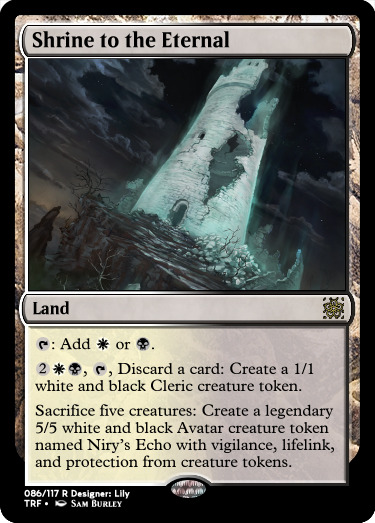 Shrine to the Eternal
Land
: Add or .
2 , , Discard a card: Create a 1/1
white and black Cleric creature token.
Sacrifice five creatures: Create a legendary
5/5 white and black Avatar creature token
named Niry's Echo with vigilance, lifelink,
and protection from creature tokens.
086/117 R Designer: Lily
TRF • Sam Burley